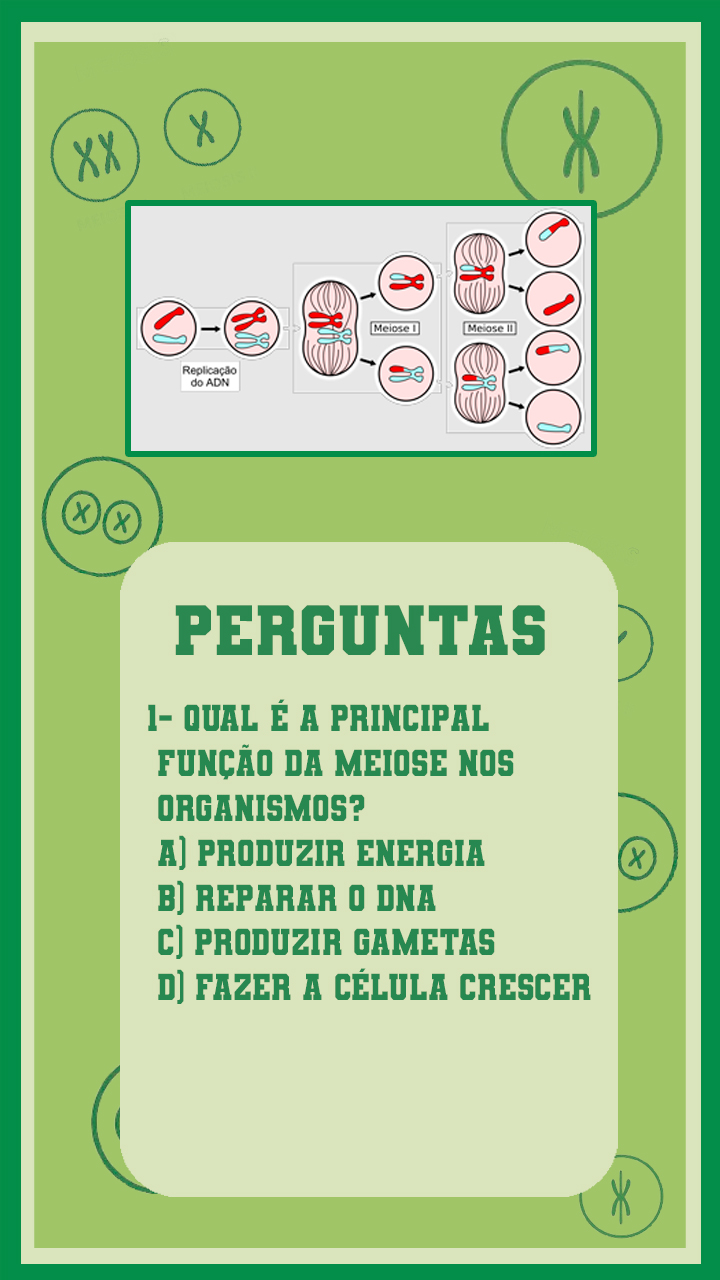 Replicação
do ADN
Meiose I
Meiose II
PERGUNTAS
1- QUAL É A PRINCIPAL
FUNÇÃO DA MEIOSE NOS
ORGANISMOS?
A) PRODUZIR ENERGIA
B) REPARAR O DNA
C) PRODUZIR GAMETAS
D) FAZER A CÉLULA CRESCER